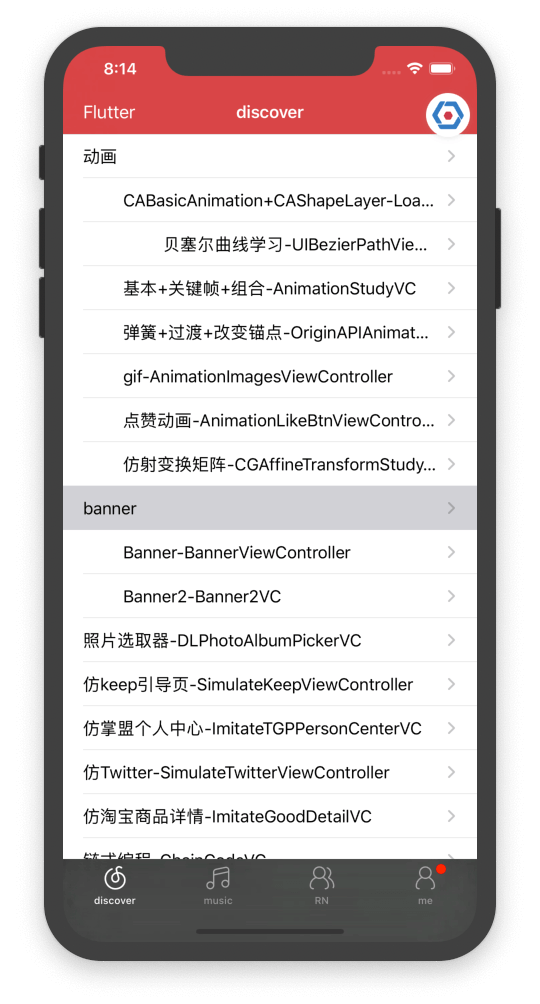 8:14
Flutter
discover
动画
CABasicAnimation+CAShapeLayer-Loa...
贝塞尔曲线学习-UIBezierPathVie...
基本+关键帧+组合-AnimationStudyVC
弹簧+过渡+改变锚点-OriginAPIAnimat...
gif-AnimationImagesViewController
点赞动画-AnimationLikeBtnViewContro...
仿射变换矩阵-CGAffineTransformStudy...
banner
Banner-BannerViewController
Banner2-Banner2VC
照片选取器-DLPhotoAlbumPickerVC
仿keep引导页-SimulateKeepViewController
仿掌盟个人中心-ImitateTGPPersonCenterVC
仿Twitter-SimulateTwitterViewController
仿淘宝商品详情-ImitateGoodDetailVC
链式编程-ChainCodeVC
discover
music
RN
me